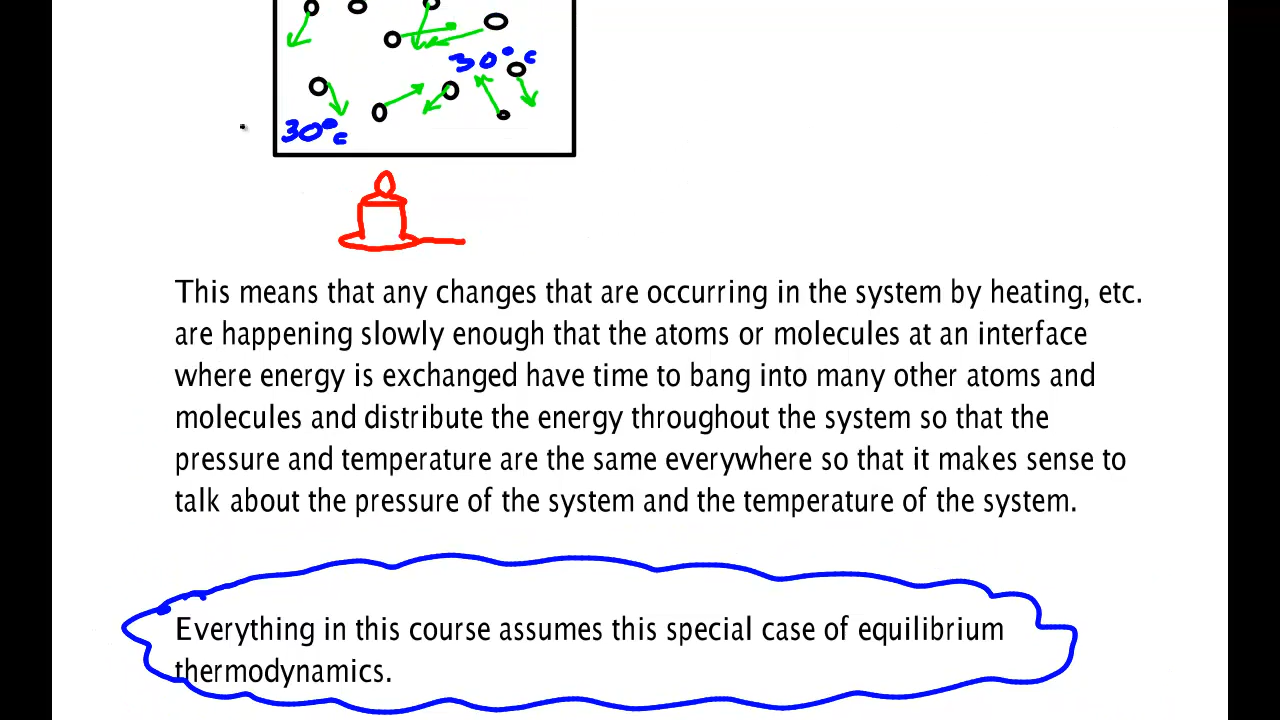 30°c
30°c
This means that any changes that are occurring in the system by heating, etc.
are happening slowly enough that the atoms or molecules at an interface
where energy is exchanged have time to bang into many other atoms and
molecules and distribute the energy throughout the system so that the
pressure and temperature are the same everywhere so that it makes sense to
talk about the pressure of the system and the temperature of the system.
Everything in this course assumes this special case of equilibrium
thermodynamics.